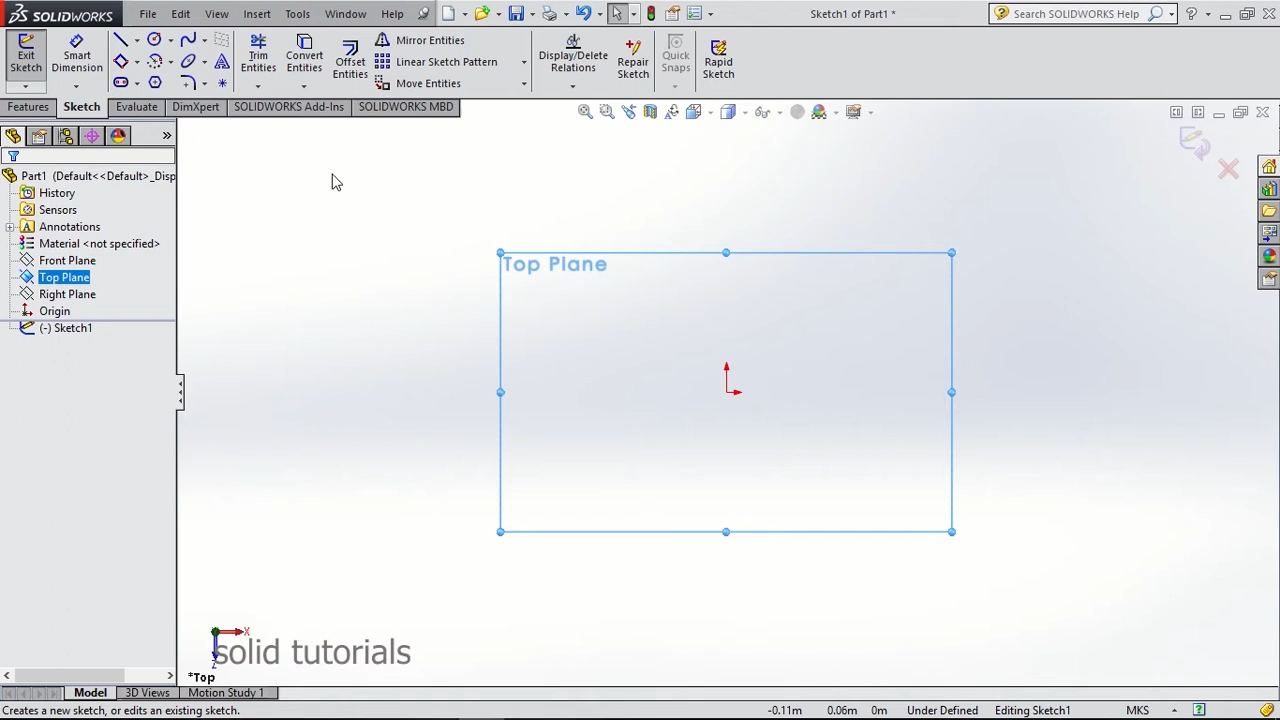 SOLIDWORKS File Edit View Insert Tools Window Help Sketch1 of Part1 * Search SOLIDWORKS Help
Exit Sketch
Smart Dimension
Trim Entities
Convert Entities
Offset Entities
Mirror Entities
Linear Sketch Pattern
Move Entities
Display/Delete Relations
Repair Sketch
Quick Snaps
Rapid Sketch
Features Sketch Evaluate DimXpert SOLIDWORKS Add-Ins SOLIDWORKS MBD
Part1 (Default<<Default>_Disp
History
Sensors
Annotations
Material <not specified>
Front Plane
Top Plane
Right Plane
Origin
(-) Sketch1
Top Plane
X
Z
solid tutorials
*Top
Model 3D Views Motion Study 1
Creates a new sketch, or edits an existing sketch. -0.11m 0.06m 0m Under Defined Editing Sketch1 MKS